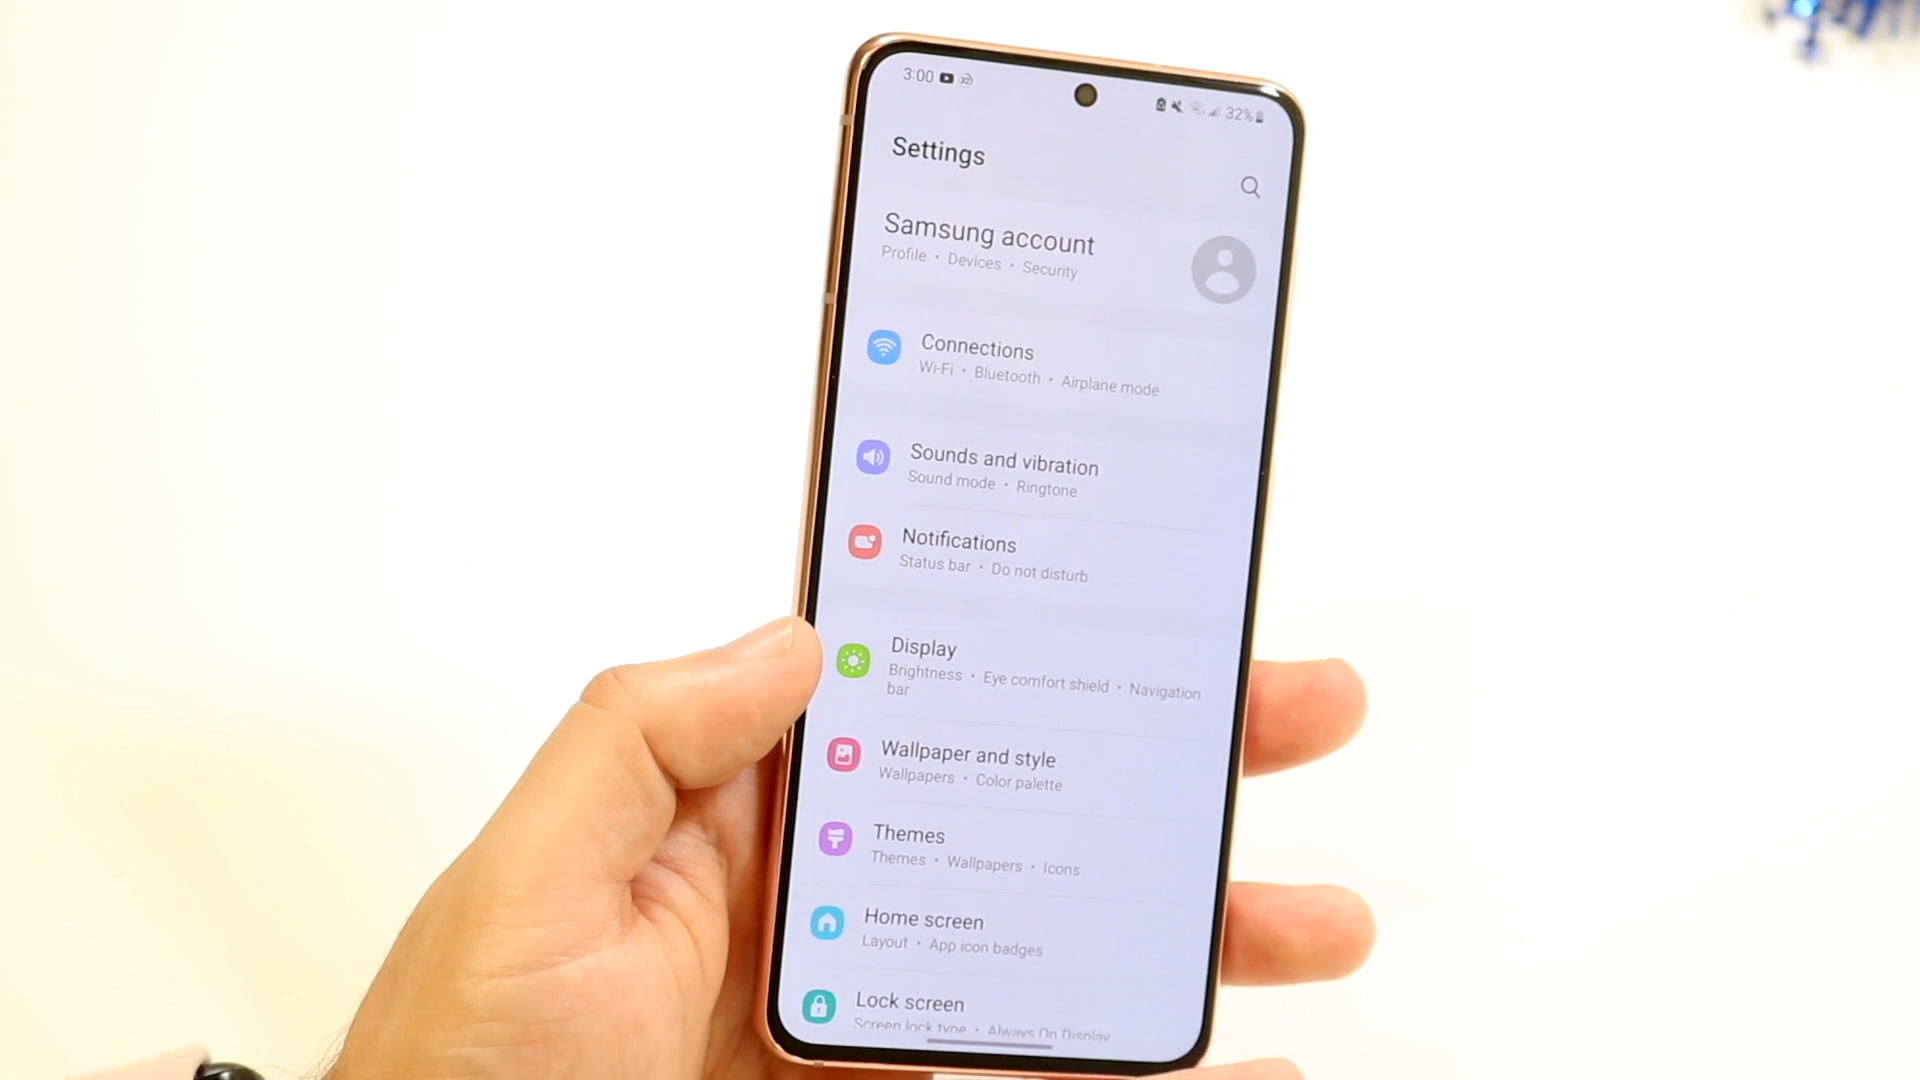 3:00
32%
Settings
Samsung account
Profile • Devices • Security
Connections
Wi-Fi • Bluetooth • Airplane mode
Sounds and vibration
Sound mode • Ringtone
Notifications
Status bar • Do not disturb
Display
Brightness • Eye comfort shield • Navigation
bar
Wallpaper and style
Wallpapers • Color palette
Themes
Themes • Wallpapers • Icons
Home screen
Layout • App icon badges
Lock screen
Screen lock type • Always On Display